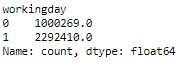 workingday
0    1000269.0
1    2292410.0
Name: count, dtype: float64